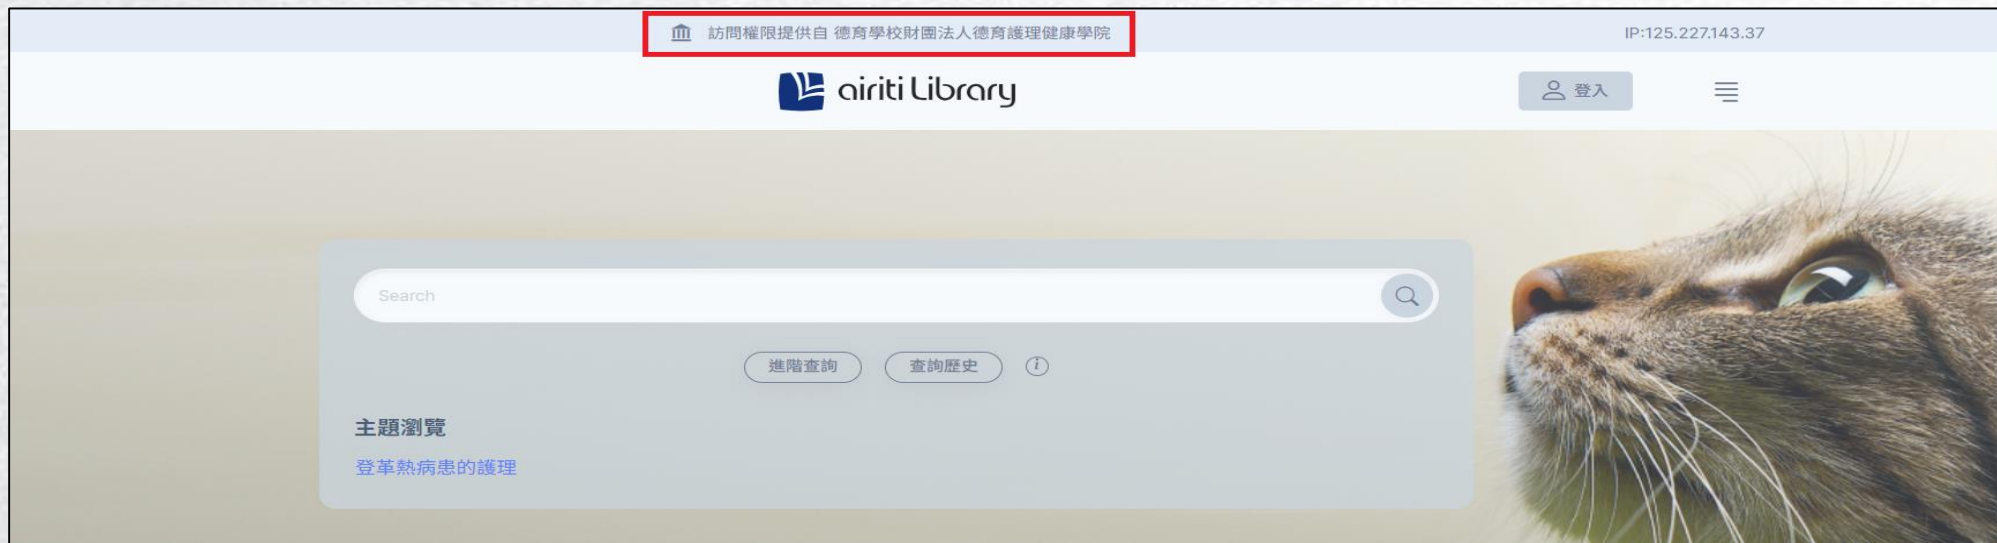 訪問權限提供自 德育學校財團法人德育護理健康學院
IP:125.227.143.37
airiti Library
登入
Search
進階查詢
查詢歷史
i
主題瀏覽
登革熱病患的護理